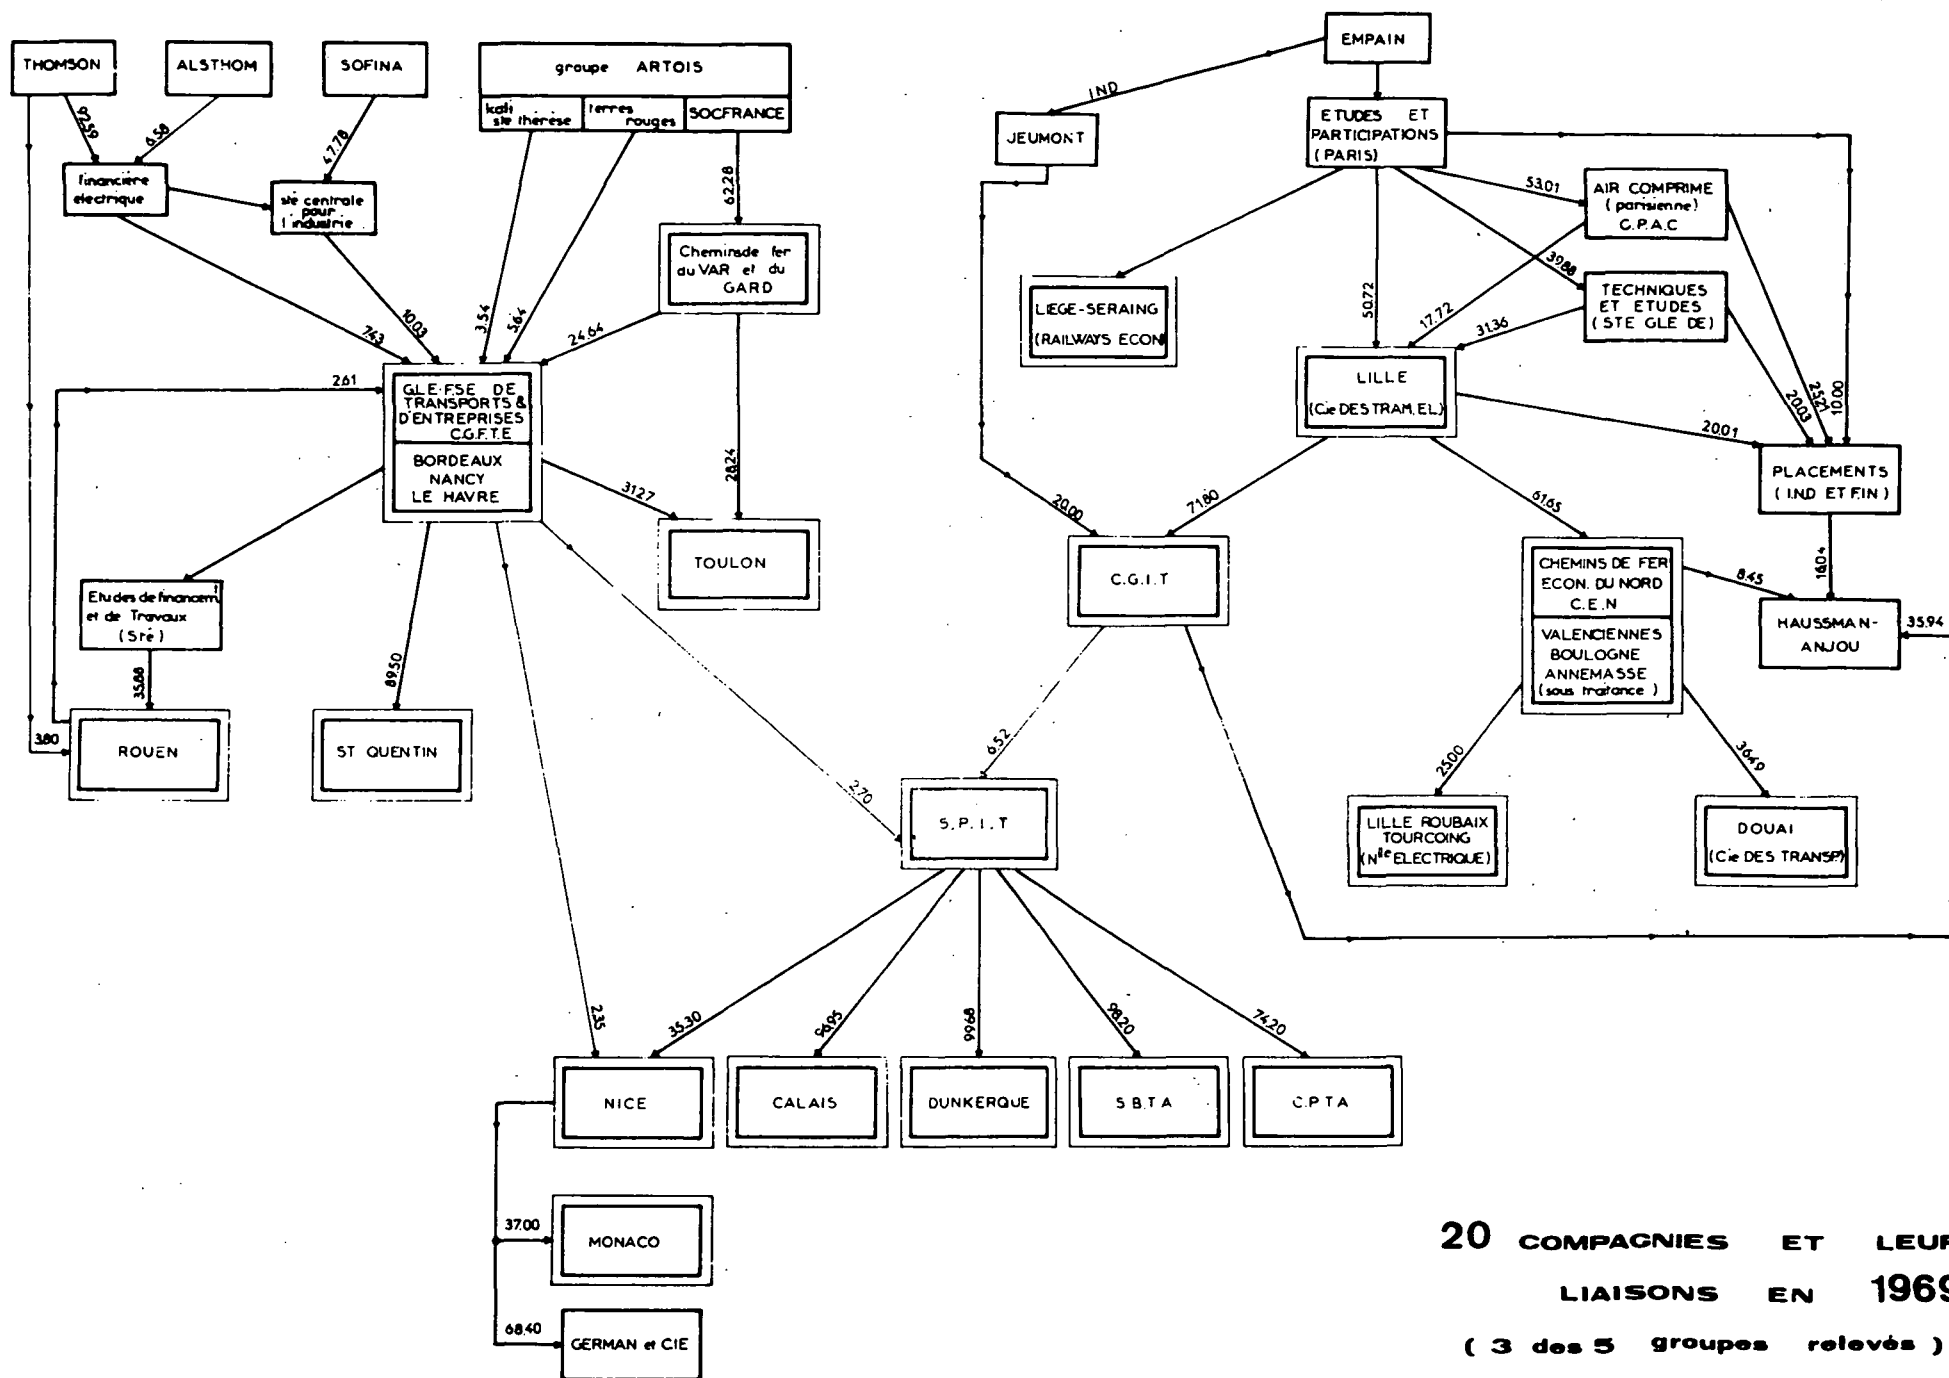 THOMSON
ALSTHOM
SOFINA
groupe ARTOIS
kali
ste therèse
terres
rouges
SOCFRANCE
92.59
6.58
47.78
62.28
financière
electrique
ste centrale
pour
l'industrie
Chemins de fer
du VAR et du
GARD
7.43
10.03
3.54
5.64
24.64
2.61
GLE.FSE DE
TRANSPORTS &
D'ENTREPRISES
C.G.F.T.E
BORDEAUX
NANCY
LE HAVRE
31.27
28.24
TOULON
Etudes de financem!
et de Travaux
(Sté)
35.88
89.50
3.80
ROUEN
ST QUENTIN
EMPAIN
IND
JEUMONT
ETUDES ET
PARTICIPATIONS
(PARIS)
53.01
AIR COMPRIME
(parisienne)
C.P.A.C
39.88
TECHNIQUES
ET ETUDES
(STE GLE DE)
LIEGE-SERAING
(RAILWAYS ECON)
50.72
17.72
31.36
LILLE
(Cie DES TRAM. EL)
20.03
25.21
10.00
20.01
PLACEMENTS
(IND ET FIN)
20.00
71.80
61.65
C.G.I.T
CHEMINS DE FER
ECON. DU NORD
C.E.N
VALENCIENNES
BOULOGNE
ANNEMASSE
(sous traitance)
8.45
16.04
HAUSSMAN-
ANJOU
35.94
25.00
36.49
LILLE ROUBAIX
TOURCOING
(Nlle ELECTRIQUE)
DOUAI
(Cie DES TRANSP)
2.70
6.52
S.P.I.T
2.35
35.30
96.95
99.68
98.20
74.20
NICE
CALAIS
DUNKERQUE
S.B.T A
C.P T A
37.00
MONACO
68.40
GERMAN et CIE
20 COMPAGNIES ET LEUR
LIAISONS EN 1969
( 3 des 5 groupes relevés )